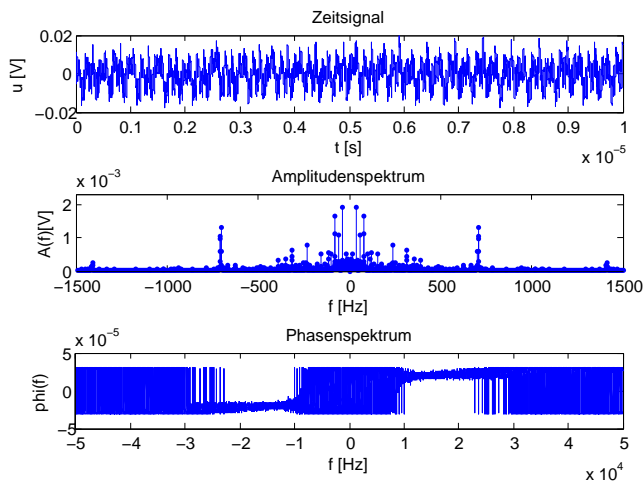 Zeitsignal
0.02
0
−0.02
u [V]
0 0.1 0.2 0.3 0.4 0.5 0.6 0.7 0.8 0.9 1
t [s]
x 10⁻⁵
Amplitudenspektrum
x 10⁻³
2
1
0
A(f)[V]
−1500 −1000 −500 0 500 1000 1500
f [Hz]
Phasenspektrum
x 10⁻⁵
5
0
−5
phi(f)
−5 −4 −3 −2 −1 0 1 2 3 4 5
f [Hz]
x 10⁴